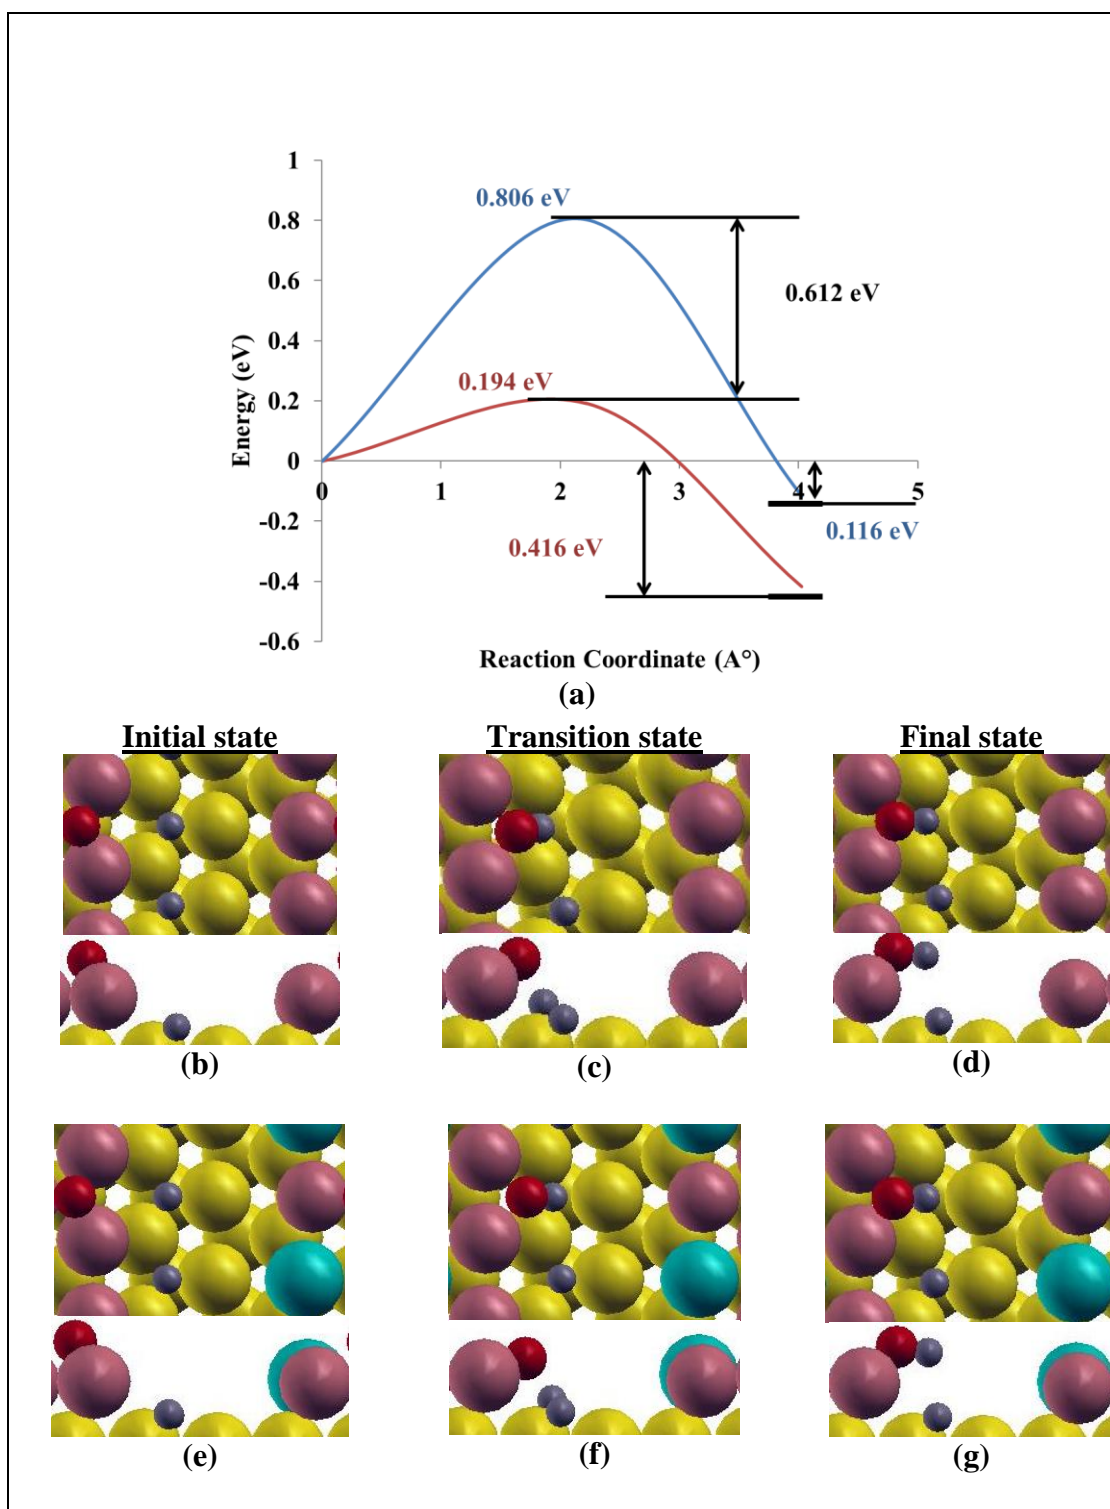 1
0.806 eV
0.8
0.6
0.612 eV
0.4
0.194 eV
0.2
0
0 1 2 3 4 5
-0.2
0.116 eV
0.416 eV
-0.4
-0.6
Energy (eV)
Reaction Coordinate (A°)
(a)
Initial state Transition state Final state
(b) (c) (d)
(e) (f) (g)